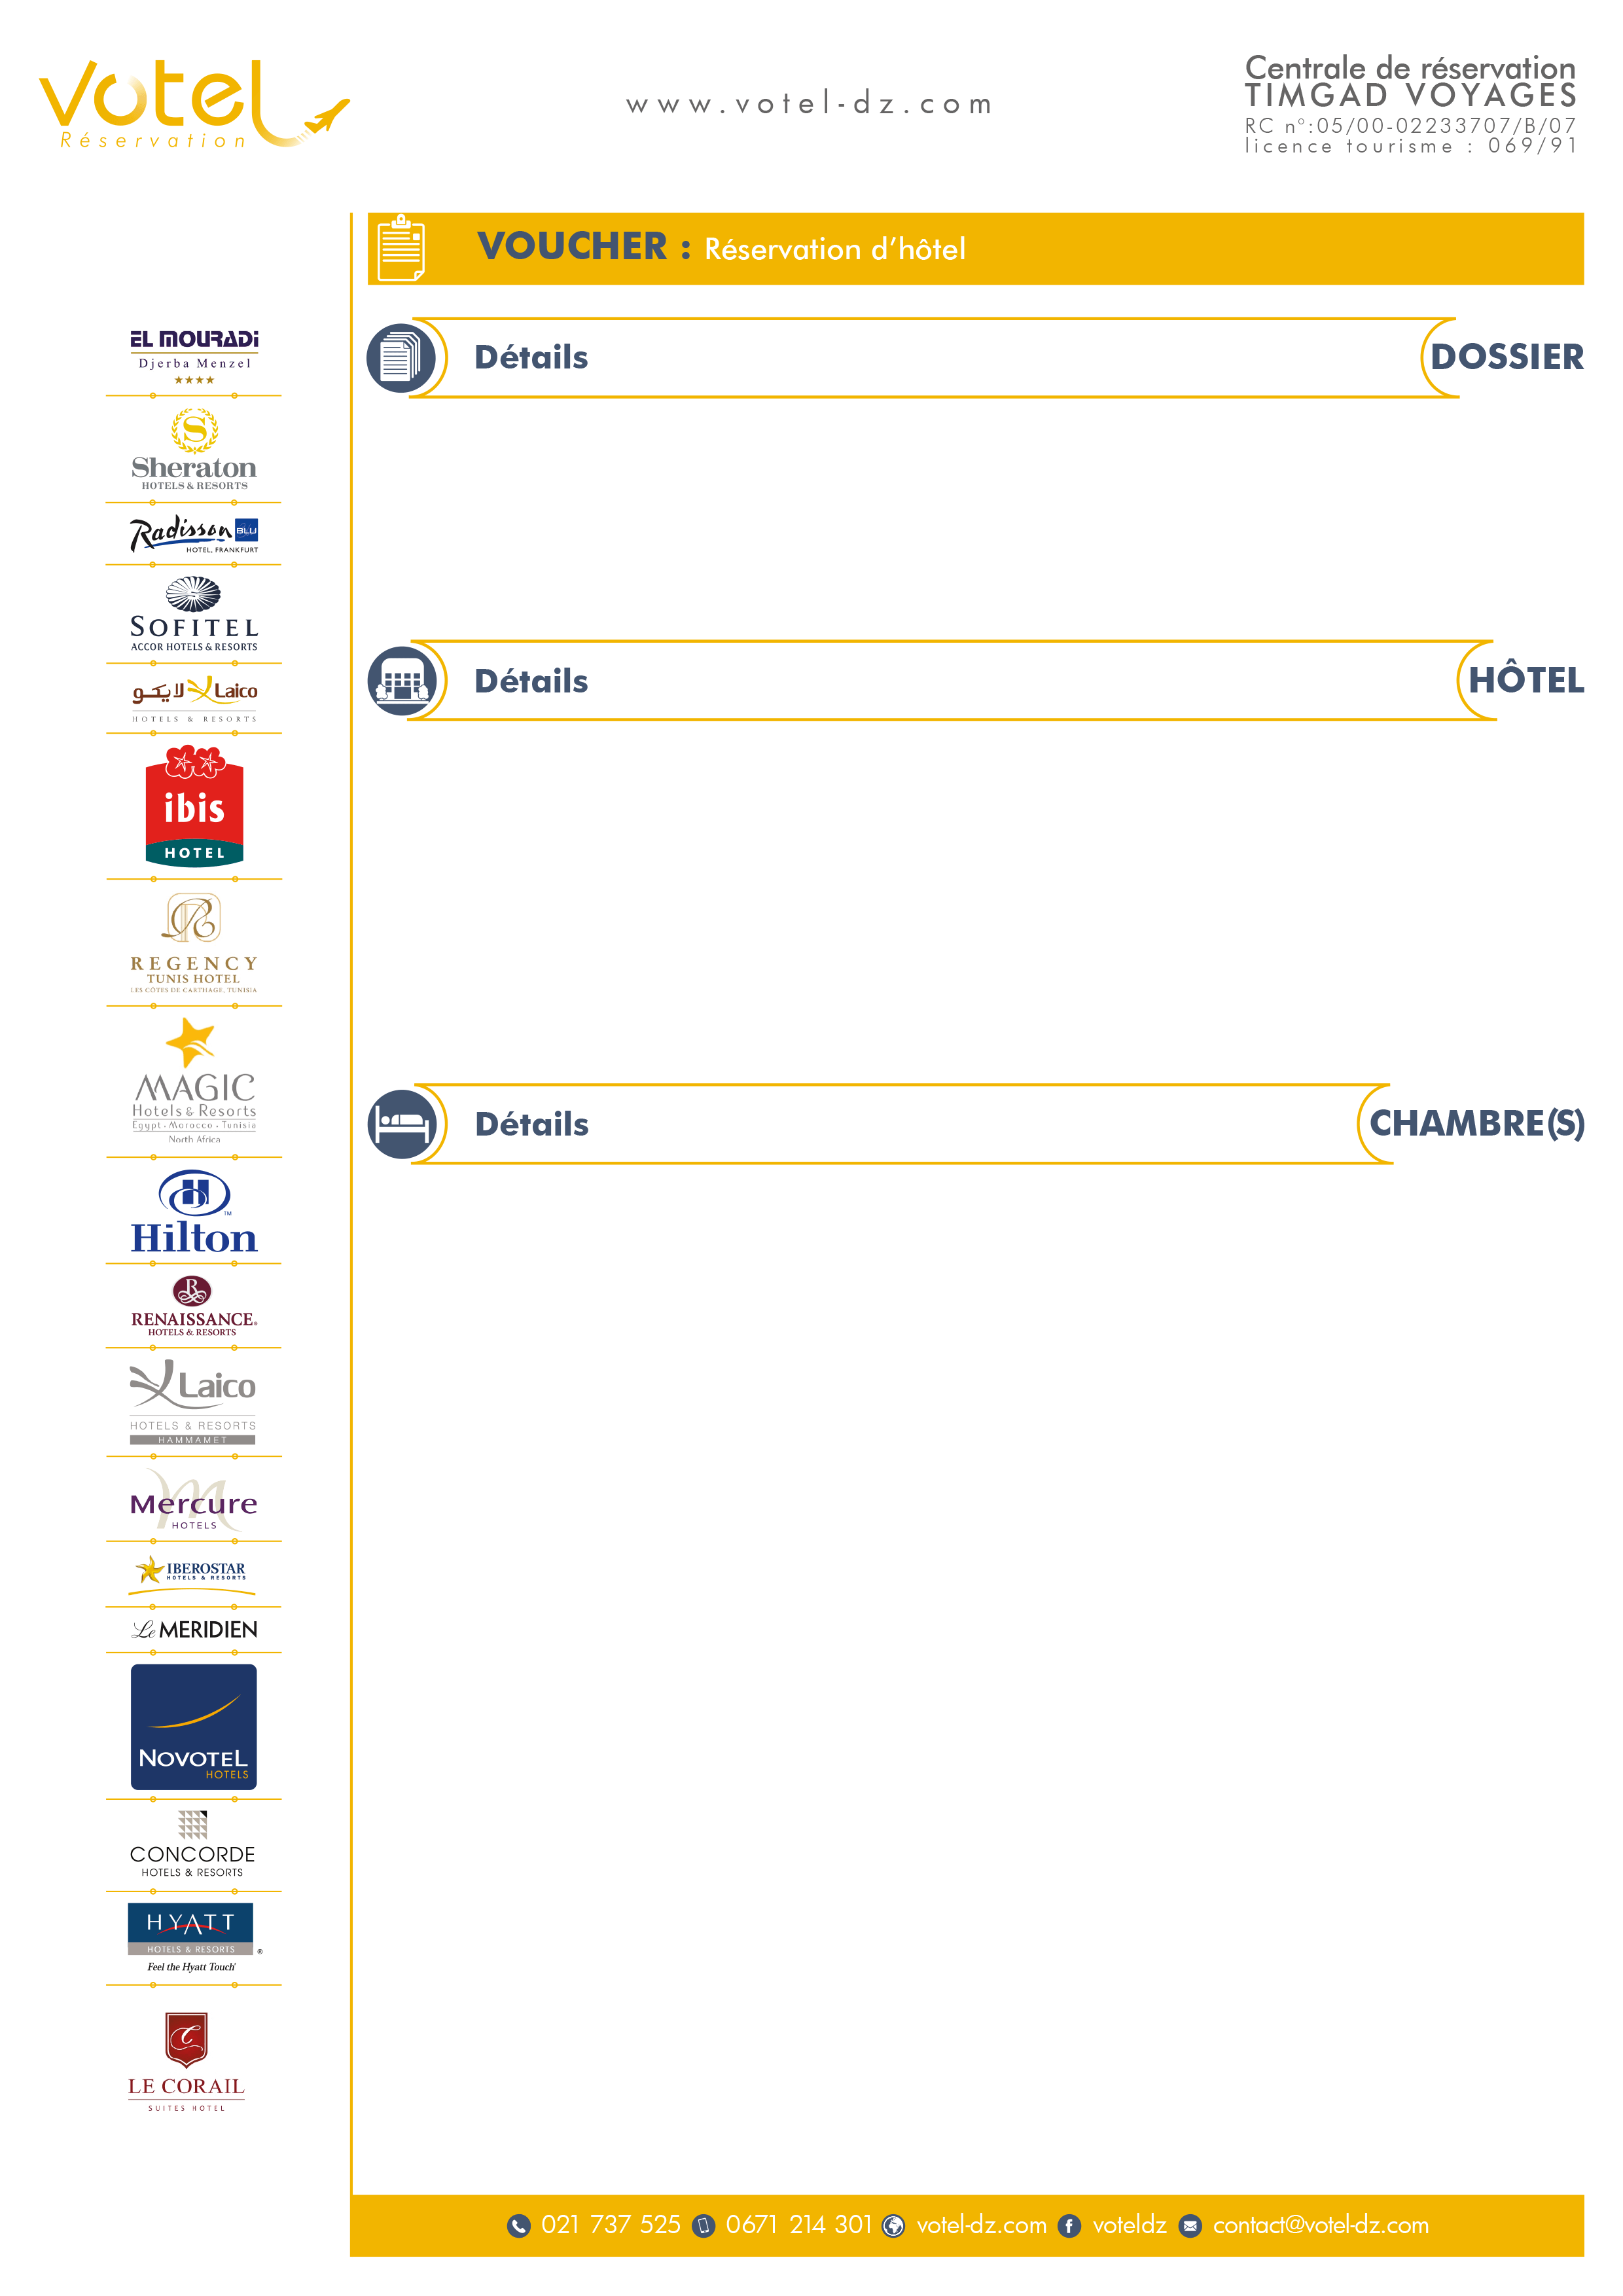 votel
Réservation
www.votel-dz.com
Centrale de réservation
TIMGAD VOYAGES
RC n°:05/00-02233707/B/07
licence tourisme : 069/91
VOUCHER : Réservation d'hôtel
Détails
DOSSIER
Détails
HÔTEL
Détails
CHAMBRE(S)
EL MOURADi
Djerba Menzel
S
Sheraton
HOTELS & RESORTS
Radisson BLU
HOTEL, FRANKFURT
SOFITEL
ACCOR HOTELS & RESORTS
لايكو Laico
HOTELS & RESORTS
ibis
HOTEL
R
REGENCY
TUNIS HOTEL
LES CÔTES DE CARTHAGE, TUNISIA
MAGIC
Hotels & Resorts
Egypt - Morocco - Tunisia
North Africa
H
TM
Hilton
R
RENAISSANCE®
HOTELS & RESORTS
Laico
HOTELS & RESORTS
HAMMAMET
Mercure
HOTELS
IBEROSTAR
HOTELS & RESORTS
Le MERIDIEN
NOVOTEL
HOTELS
CONCORDE
HOTELS & RESORTS
HYATT
HOTELS & RESORTS ®
Feel the Hyatt Touch®
C
LE CORAIL
SUITES HOTEL
021 737 525 0671 214 301 votel-dz.com f voteldz contact@votel-dz.com